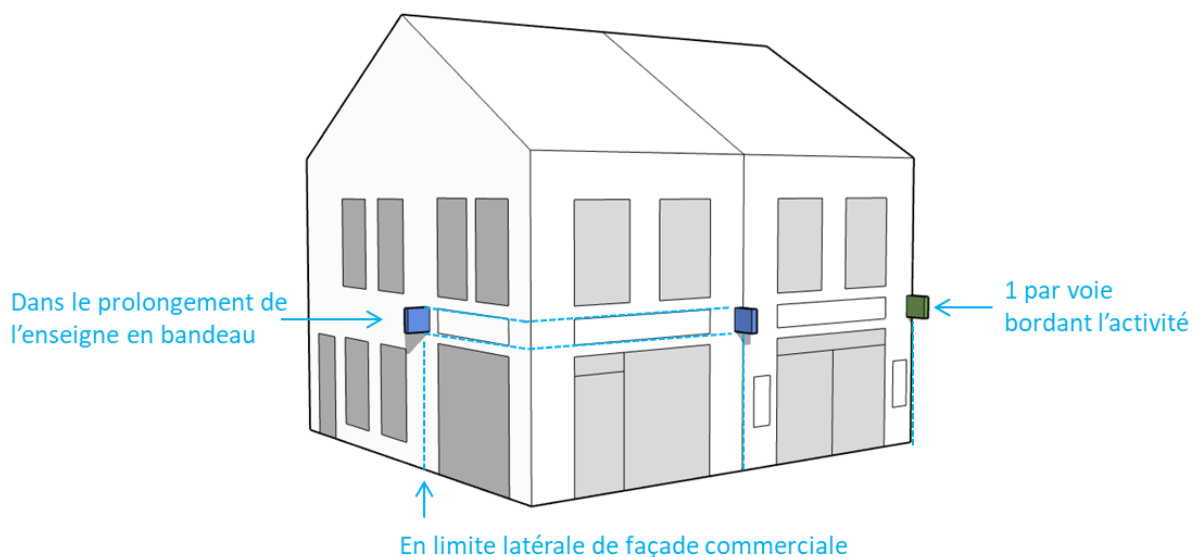 Dans le prolongement de
l’enseigne en bandeau
1 par voie
bordant l’activité
En limite latérale de façade commerciale